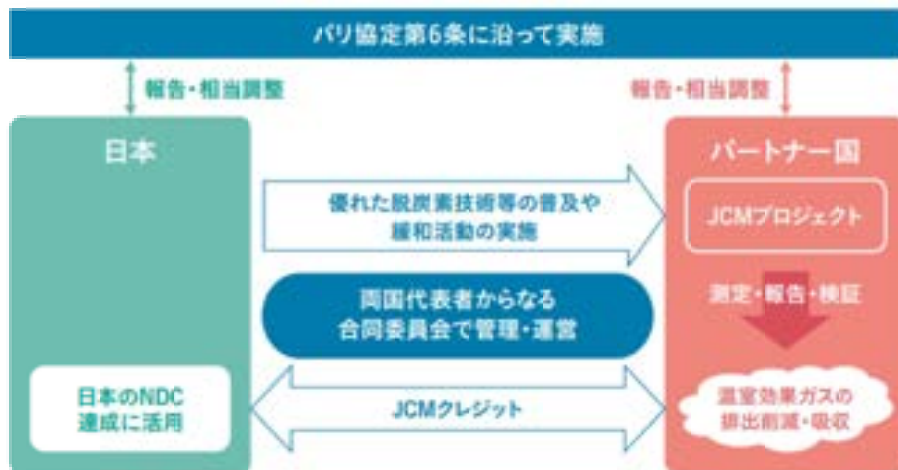 パリ協定第6条に沿って実施
報告・相当調整
報告・相当調整
日本
パートナー国
優れた脱炭素技術等の普及や
緩和活動の実施
JCMプロジェクト
測定・報告・検証
両国代表者からなる
合同委員会で管理・運営
日本のNDC
達成に活用
JCMクレジット
温室効果ガスの
排出削減・吸収